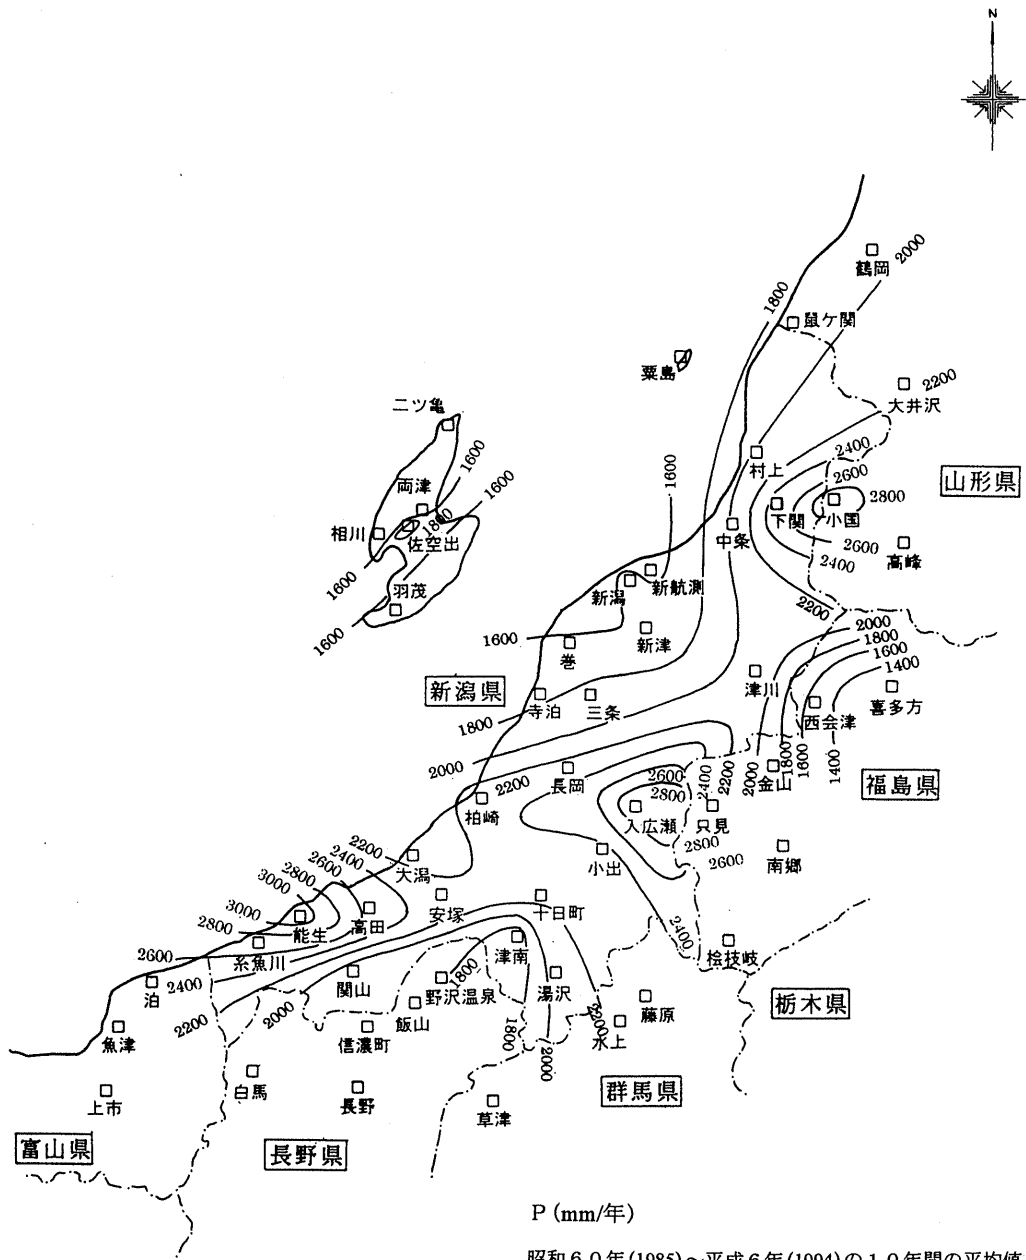 N
鶴岡
2000
1800
鼠ケ関
粟島
2200
大井沢
二ツ亀
1600
村上
2400
2600
山形県
両津
1600
1600
下関
小国
2800
相川
1800
佐空出
中条
2600
高峰
2400
1600
羽茂
新潟
新航測
2200
1600
1600
新津
2000
1800
1600
1400
巻
新潟県
津川
喜多方
寺泊
三条
西会津
1800
2000
2200
長岡
2600
2400
2200
2000
1800
1600
1400
金山
福島県
柏崎
2800
入広瀬
只見
2200
2400
2600
2800
3000
大潟
小出
2800
2600
南郷
3000
2800
能生
高田
安塚
十日町
2400
2600
糸魚川
津南
桧枝岐
泊
2400
関山
1800
野沢温泉
湯沢
栃木県
2200
2000
飯山
藤原
魚津
信濃町
1800
2000
2200
水上
上市
白馬
長野
草津
群馬県
富山県
長野県
P (mm/年)
昭和60年(1985)~平成6年(1994)の10年間の平均値